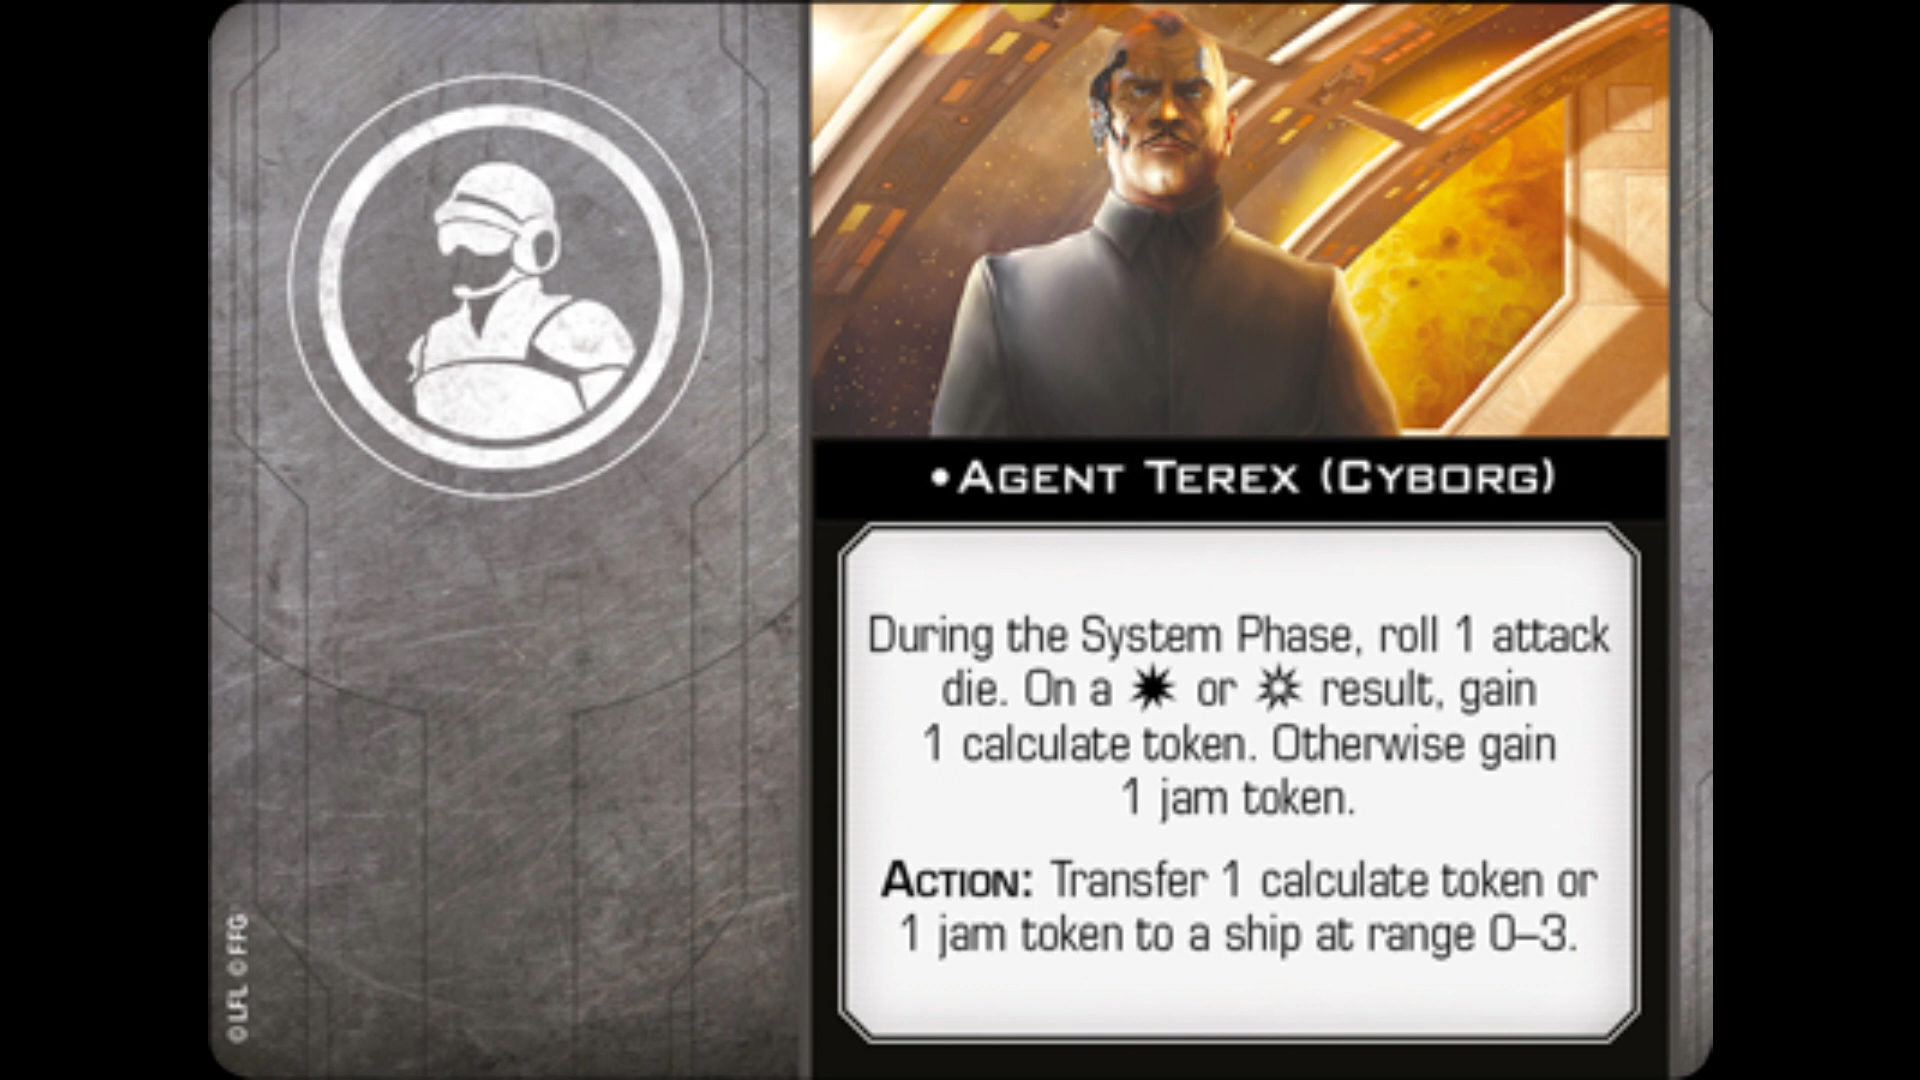 •Agent Terex (Cyborg)
During the System Phase, roll 1 attack
die. On a or result, gain
1 calculate token. Otherwise gain
1 jam token.
Action: Transfer 1 calculate token or
1 jam token to a ship at range 0–3.
©LFL ©FFG